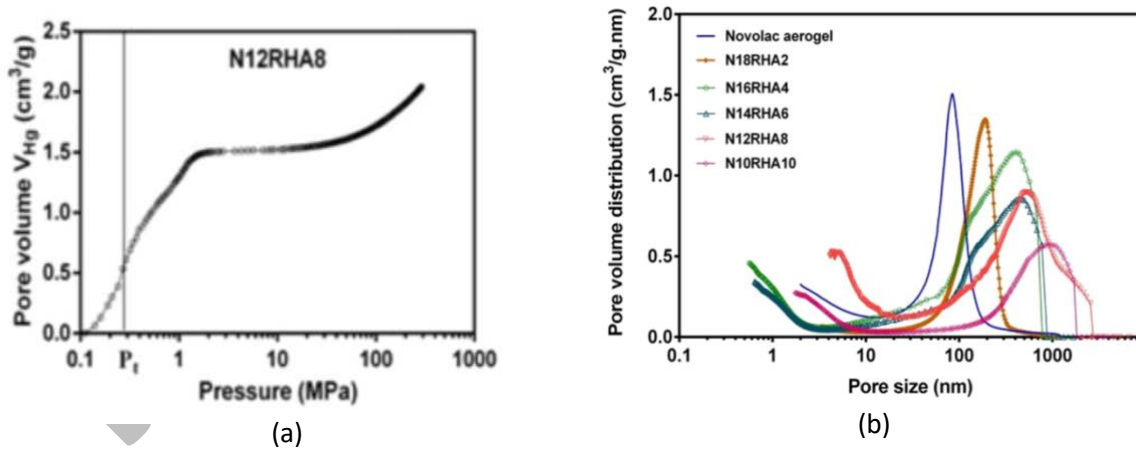 N12RHA8
Pore volume V_Hg (cm³/g)
2.5
2.0
1.5
1.0
0.5
0.0
0.1
P_t
1
10
100
1000
Pressure (MPa)
(a)
Pore volume distribution (cm³/g.nm)
2.0
1.5
1.0
0.5
0.0
Novolac aerogel
N18RHA2
N16RHA4
N14RHA6
N12RHA8
N10RHA10
0.1
1
10
100
1000
Pore size (nm)
(b)